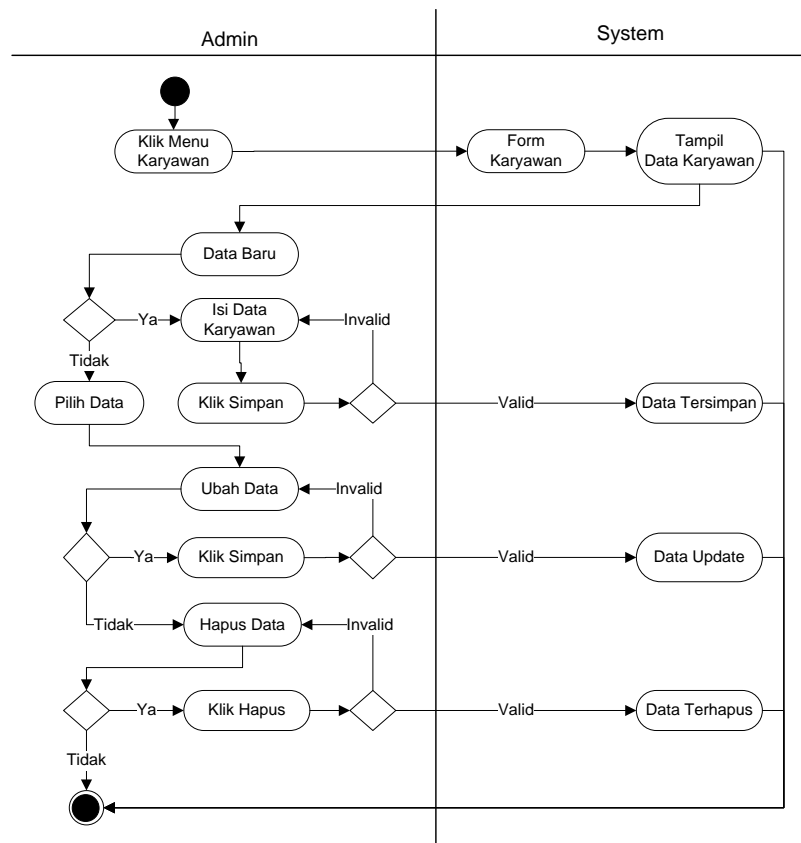 Admin
System
Klik Menu
Karyawan
Form
Karyawan
Tampil
Data Karyawan
Data Baru
Ya
Isi Data
Karyawan
Invalid
Tidak
Pilih Data
Klik Simpan
Valid
Data Tersimpan
Ubah Data
Invalid
Ya
Klik Simpan
Valid
Data Update
Tidak
Hapus Data
Invalid
Ya
Klik Hapus
Valid
Data Terhapus
Tidak